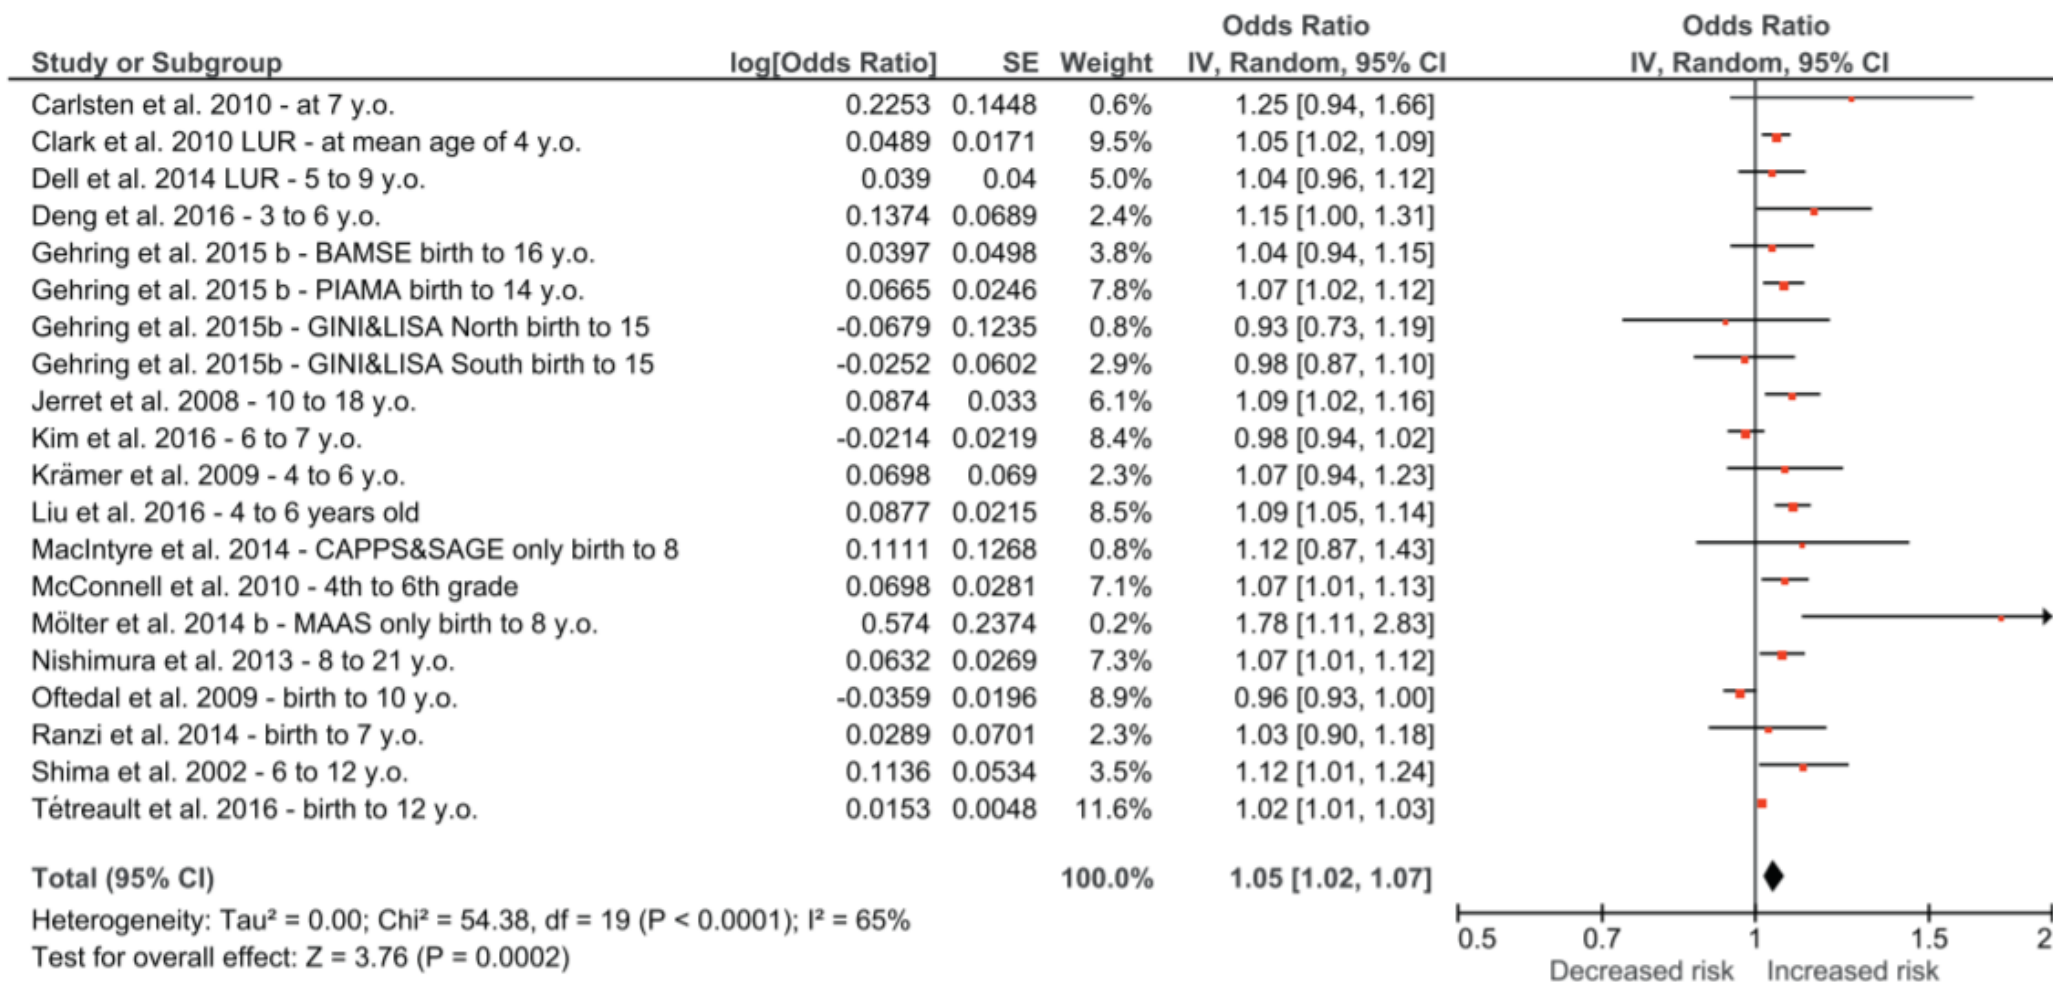 Odds Ratio Odds Ratio
Study or Subgroup log[Odds Ratio] SE Weight IV, Random, 95% CI IV, Random, 95% CI
Carlsten et al. 2010 - at 7 y.o. 0.2253 0.1448 0.6% 1.25 [0.94, 1.66]
Clark et al. 2010 LUR - at mean age of 4 y.o. 0.0489 0.0171 9.5% 1.05 [1.02, 1.09]
Dell et al. 2014 LUR - 5 to 9 y.o. 0.039 0.04 5.0% 1.04 [0.96, 1.12]
Deng et al. 2016 - 3 to 6 y.o. 0.1374 0.0689 2.4% 1.15 [1.00, 1.31]
Gehring et al. 2015 b - BAMSE birth to 16 y.o. 0.0397 0.0498 3.8% 1.04 [0.94, 1.15]
Gehring et al. 2015 b - PIAMA birth to 14 y.o. 0.0665 0.0246 7.8% 1.07 [1.02, 1.12]
Gehring et al. 2015b - GINI&LISA North birth to 15 -0.0679 0.1235 0.8% 0.93 [0.73, 1.19]
Gehring et al. 2015b - GINI&LISA South birth to 15 -0.0252 0.0602 2.9% 0.98 [0.87, 1.10]
Jerret et al. 2008 - 10 to 18 y.o. 0.0874 0.033 6.1% 1.09 [1.02, 1.16]
Kim et al. 2016 - 6 to 7 y.o. -0.0214 0.0219 8.4% 0.98 [0.94, 1.02]
Krämer et al. 2009 - 4 to 6 y.o. 0.0698 0.069 2.3% 1.07 [0.94, 1.23]
Liu et al. 2016 - 4 to 6 years old 0.0877 0.0215 8.5% 1.09 [1.05, 1.14]
MacIntyre et al. 2014 - CAPPS&SAGE only birth to 8 0.1111 0.1268 0.8% 1.12 [0.87, 1.43]
McConnell et al. 2010 - 4th to 6th grade 0.0698 0.0281 7.1% 1.07 [1.01, 1.13]
Mölter et al. 2014 b - MAAS only birth to 8 y.o. 0.574 0.2374 0.2% 1.78 [1.11, 2.83]
Nishimura et al. 2013 - 8 to 21 y.o. 0.0632 0.0269 7.3% 1.07 [1.01, 1.12]
Oftedal et al. 2009 - birth to 10 y.o. -0.0359 0.0196 8.9% 0.96 [0.93, 1.00]
Ranzi et al. 2014 - birth to 7 y.o. 0.0289 0.0701 2.3% 1.03 [0.90, 1.18]
Shima et al. 2002 - 6 to 12 y.o. 0.1136 0.0534 3.5% 1.12 [1.01, 1.24]
Tétreault et al. 2016 - birth to 12 y.o. 0.0153 0.0048 11.6% 1.02 [1.01, 1.03]
Total (95% CI) 100.0% 1.05 [1.02, 1.07]
Heterogeneity: Tau² = 0.00; Chi² = 54.38, df = 19 (P < 0.0001); I² = 65%
0.5 0.7 1 1.5 2
Test for overall effect: Z = 3.76 (P = 0.0002)
Decreased risk Increased risk